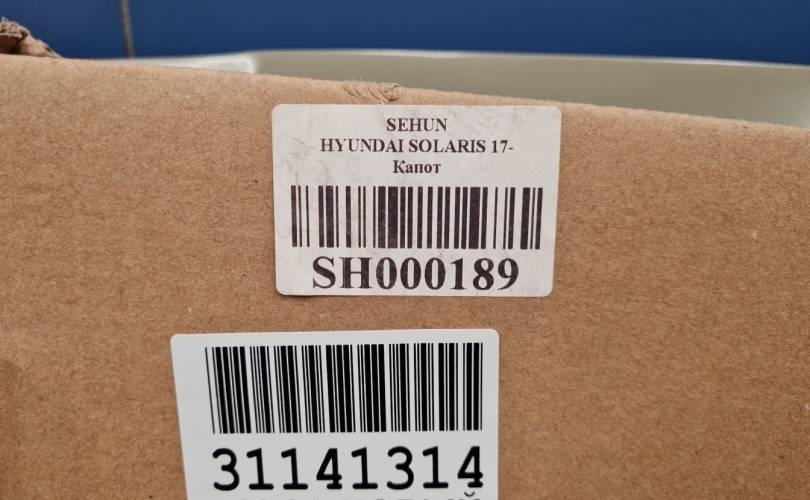 SEHUN
HYUNDAI SOLARIS 17-
Капот
SH000189
31141314